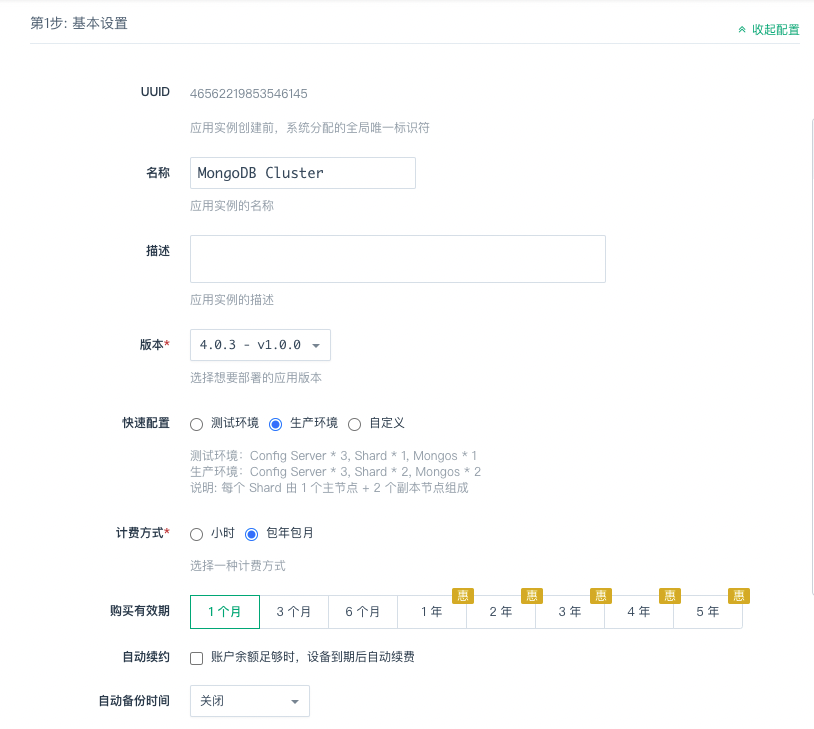 第1步: 基本设置
收起配置
UUID 46562219853546145
应用实例创建前，系统分配的全局唯一标识符
名称 MongoDB Cluster
应用实例的名称
描述
应用实例的描述
版本* 4.0.3 - v1.0.0
选择想要部署的应用版本
快速配置 测试环境 生产环境 自定义
测试环境：Config Server * 3, Shard * 1, Mongos * 1
生产环境：Config Server * 3, Shard * 2, Mongos * 2
说明: 每个 Shard 由 1 个主节点 + 2 个副本节点组成
计费方式* 小时 包年包月
选择一种计费方式
惠 惠 惠 惠 惠
购买有效期 1 个月 3 个月 6 个月 1 年 2 年 3 年 4 年 5 年
自动续约 账户余额足够时，设备到期后自动续费
自动备份时间 关闭